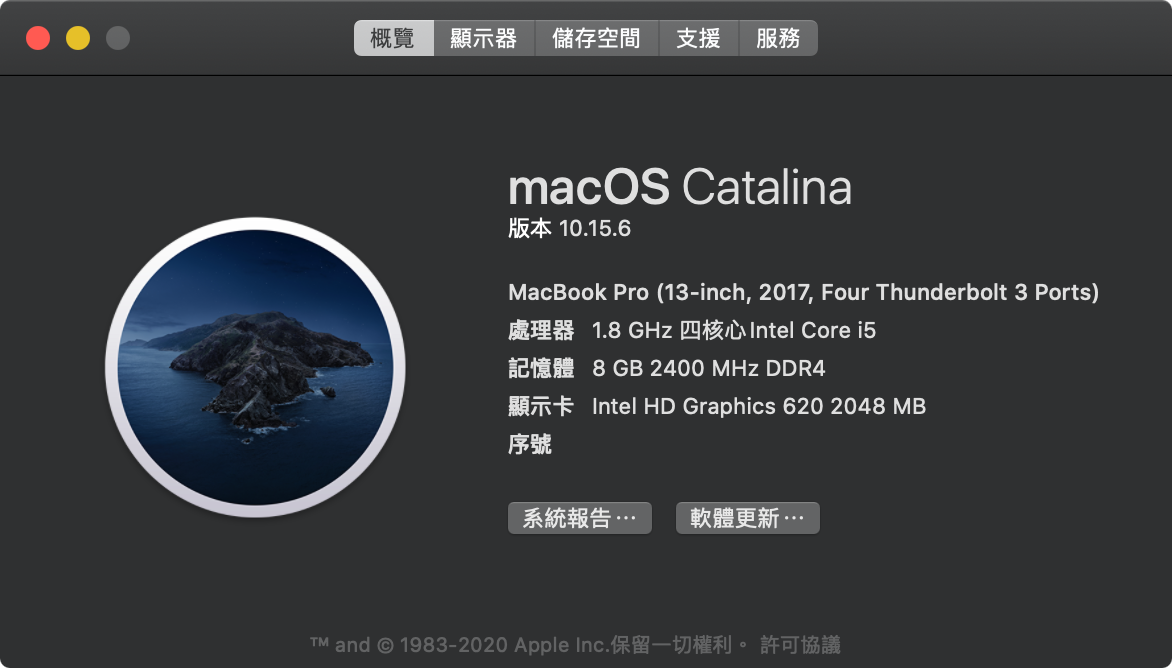 概覽 顯示器 儲存空間 支援 服務
macOS Catalina
版本 10.15.6
MacBook Pro (13-inch, 2017, Four Thunderbolt 3 Ports)
處理器 1.8 GHz 四核心Intel Core i5
記憶體 8 GB 2400 MHz DDR4
顯示卡 Intel HD Graphics 620 2048 MB
序號
系統報告⋯ 軟體更新⋯
™ and © 1983-2020 Apple Inc.保留一切權利。 許可協議